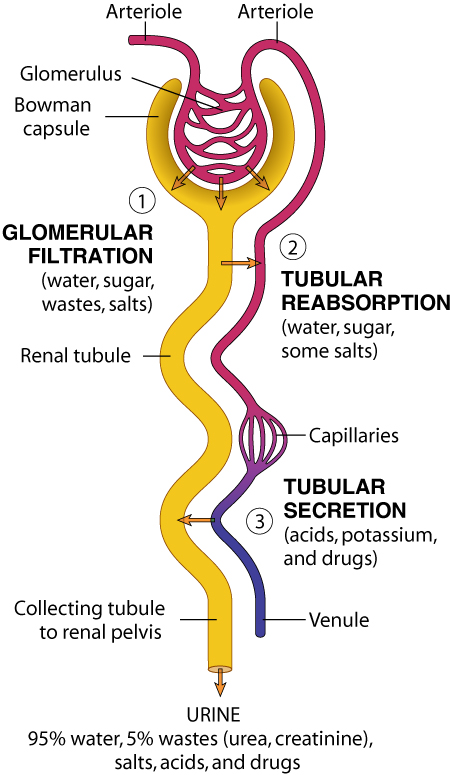 Arteriole
Arteriole
Glomerulus
Bowman
capsule
1
GLOMERULAR
FILTRATION
(water, sugar,
wastes, salts)
2
TUBULAR
REABSORPTION
(water, sugar,
some salts)
Renal tubule
Capillaries
TUBULAR
SECRETION
3
(acids, potassium,
and drugs)
Collecting tubule
to renal pelvis
Venule
URINE
95% water, 5% wastes (urea, creatinine),
salts, acids, and drugs